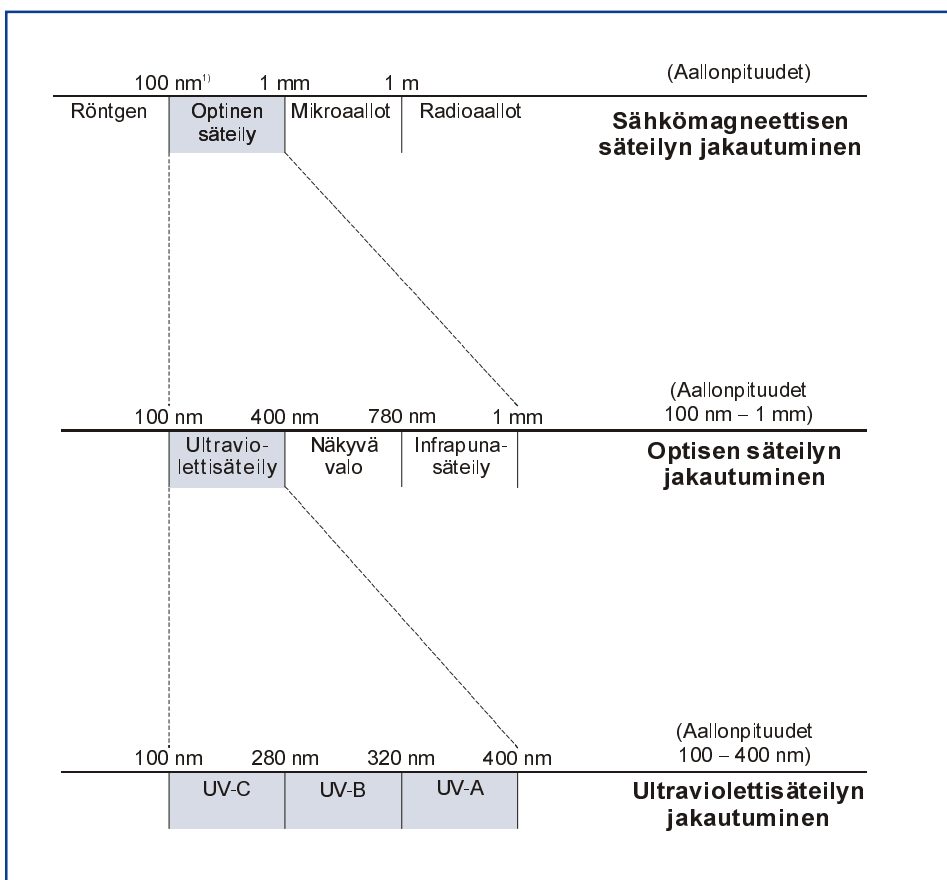 100 nm¹⁾ 1 mm 1 m (Aallonpituudet)
Röntgen Optinen säteily Mikroaallot Radioaallot
Sähkömagneettisen
säteilyn jakautuminen
100 nm 400 nm 780 nm 1 mm
(Aallonpituudet
100 nm – 1 mm)
Ultravio-
lettisäteily
Näkyvä
valo
Infrapuna-
säteily
Optisen säteilyn
jakautuminen
100 nm 280 nm 320 nm 400 nm
(Aallonpituudet
100 – 400 nm)
UV-C UV-B UV-A
Ultraviolettisäteilyn
jakautuminen